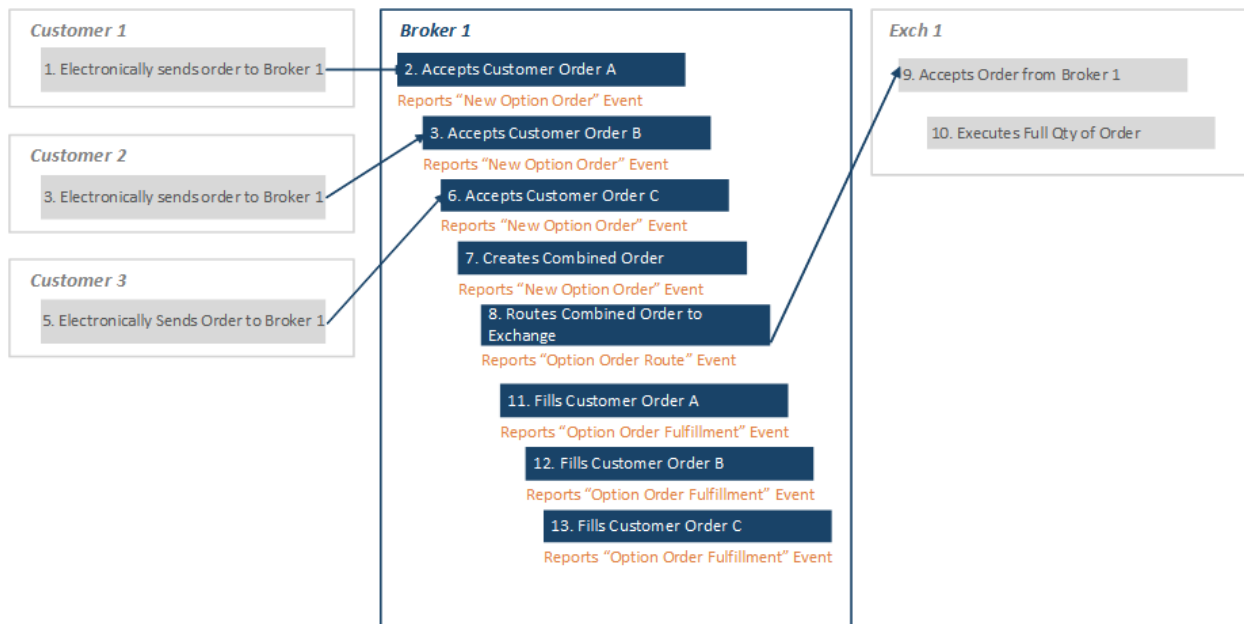 Customer 1
1. Electronically sends order to Broker 1
Customer 2
3. Electronically sends order to Broker 1
Customer 3
5. Electronically Sends Order to Broker 1
Broker 1
2. Accepts Customer Order A
Reports “New Option Order” Event
3. Accepts Customer Order B
Reports “New Option Order” Event
6. Accepts Customer Order C
Reports “New Option Order” Event
7. Creates Combined Order
Reports “New Option Order” Event
8. Routes Combined Order to
Exchange
Reports “Option Order Route” Event
11. Fills Customer Order A
Reports “Option Order Fulfillment” Event
12. Fills Customer Order B
Reports “Option Order Fulfillment” Event
13. Fills Customer Order C
Reports “Option Order Fulfillment” Event
Exch 1
9. Accepts Order from Broker 1
10. Executes Full Qty of Order